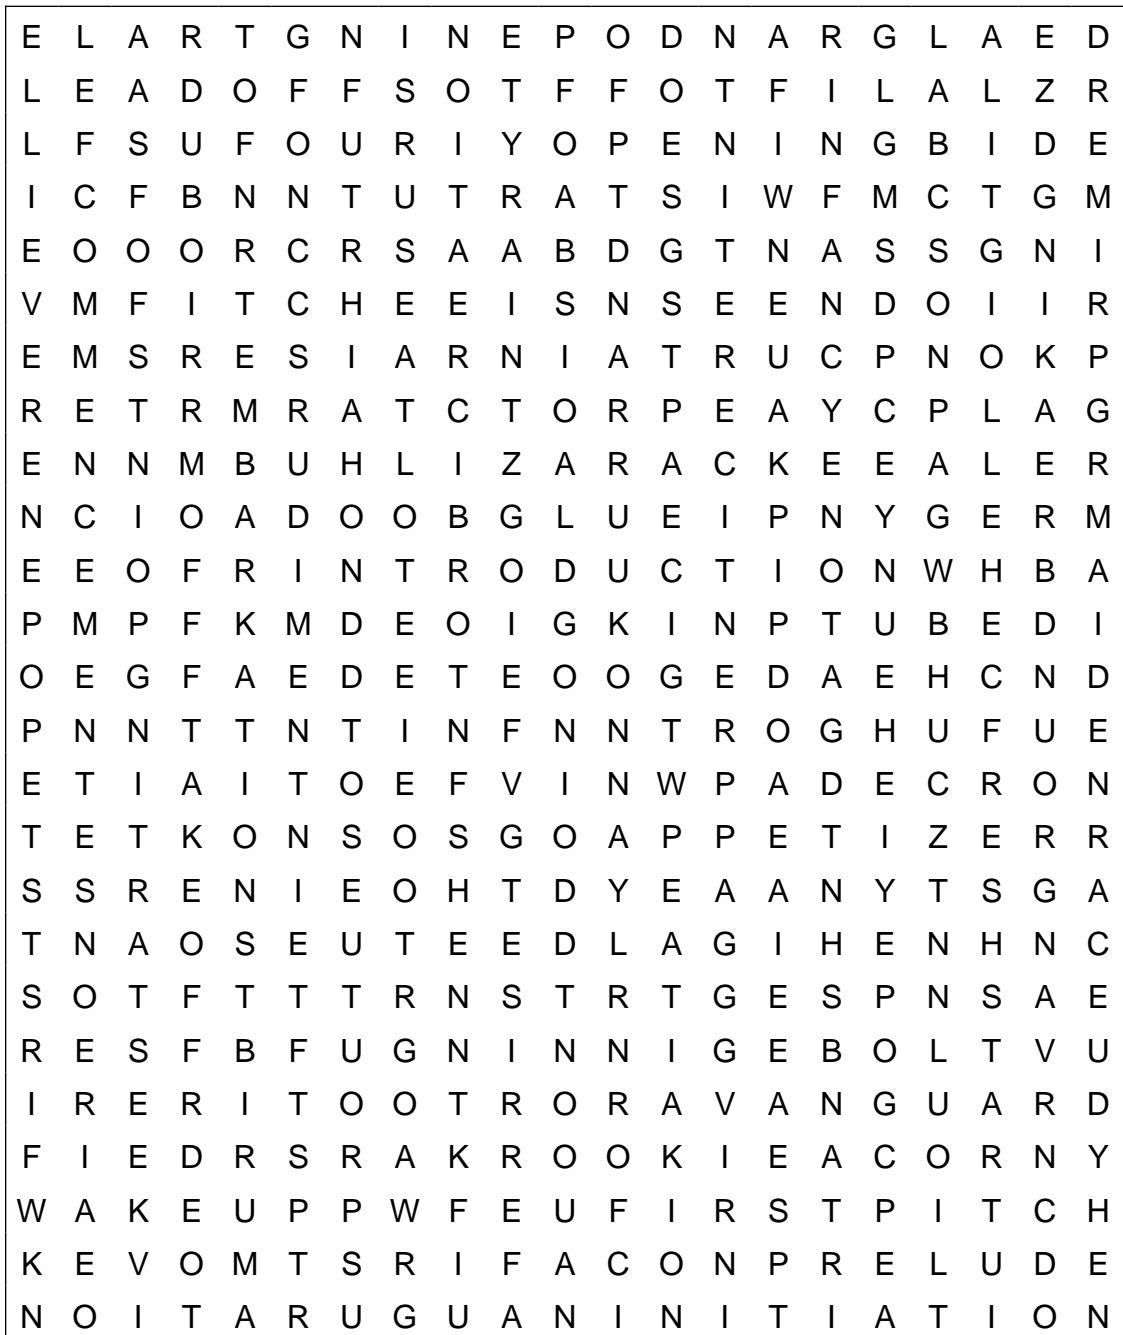 E L A R T G N I N E P O D N A R G L A E D
L E A D O F F S O T F F O T F I L A L Z R
L F S U F O U R I Y O P E N I N G B I D E
I C F B N N T U T R A T S I W F M C T G M
E O O O R C R S A A B D G T N A S S G N I
V M F I T C H E E I S N S E E N D O I I R
E M S R E S I A R N I A T R U C P N O K P
R E T R M R A T C T O R P E A Y C P L A G
E N N M B U H L I Z A R A C K E E A L E R
N C I O A D O O B G L U E I P N Y G E R M
E E O F R I N T R O D U C T I O N W H B A
P M P F K M D E O I G K I N P T U B E D I
O E G F A E D E T E O O G E D A E H C N D
P N N T T N T I N F N N T R O G H U F U E
E T I A I T O E F V I N W P A D E C R O N
T E T K O N S O S G O A P P E T I Z E R R
S S R E N I E O H T D Y E A A N Y T S G A
T N A O S E U T E E D L A G I H E N H N C
S O T F T T T R N S T R T G E S P N S A E
R E S F B F U G N I N N I G E B O L T V U
I R E R I T O O T R O R A V A N G U A R D
F I E D R S R A K R O O K I E A C O R N Y
W A K E U P P W F E U F I R S T P I T C H
K E V O M T S R I F A C O N P R E L U D E
N O I T A R U G U A N I N I T I A T I O N